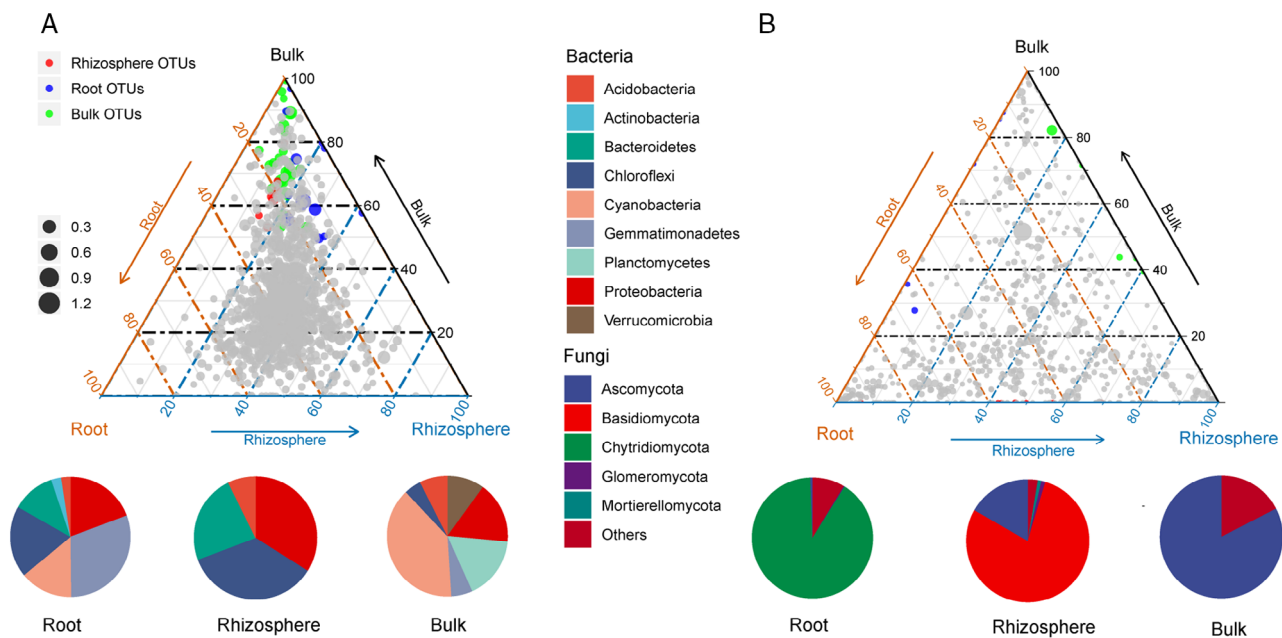 A
Rhizosphere OTUs
Root OTUs
Bulk OTUs
0.3
0.6
0.9
1.2
Bulk
100
80
60
40
20
20
40
60
80
100
20
40
60
80
100
Root
Bulk
Rhizosphere
Root
Rhizosphere
Root
Rhizosphere
Bulk
Bacteria
Acidobacteria
Actinobacteria
Bacteroidetes
Chloroflexi
Cyanobacteria
Gemmatimonadetes
Planctomycetes
Proteobacteria
Verrucomicrobia
Fungi
Ascomycota
Basidiomycota
Chytridiomycota
Glomeromycota
Mortierellomycota
Others
B
Bulk
100
80
60
40
20
20
40
60
80
100
20
40
60
80
100
Root
Bulk
Rhizosphere
Root
Rhizosphere
Root
Rhizosphere
Bulk